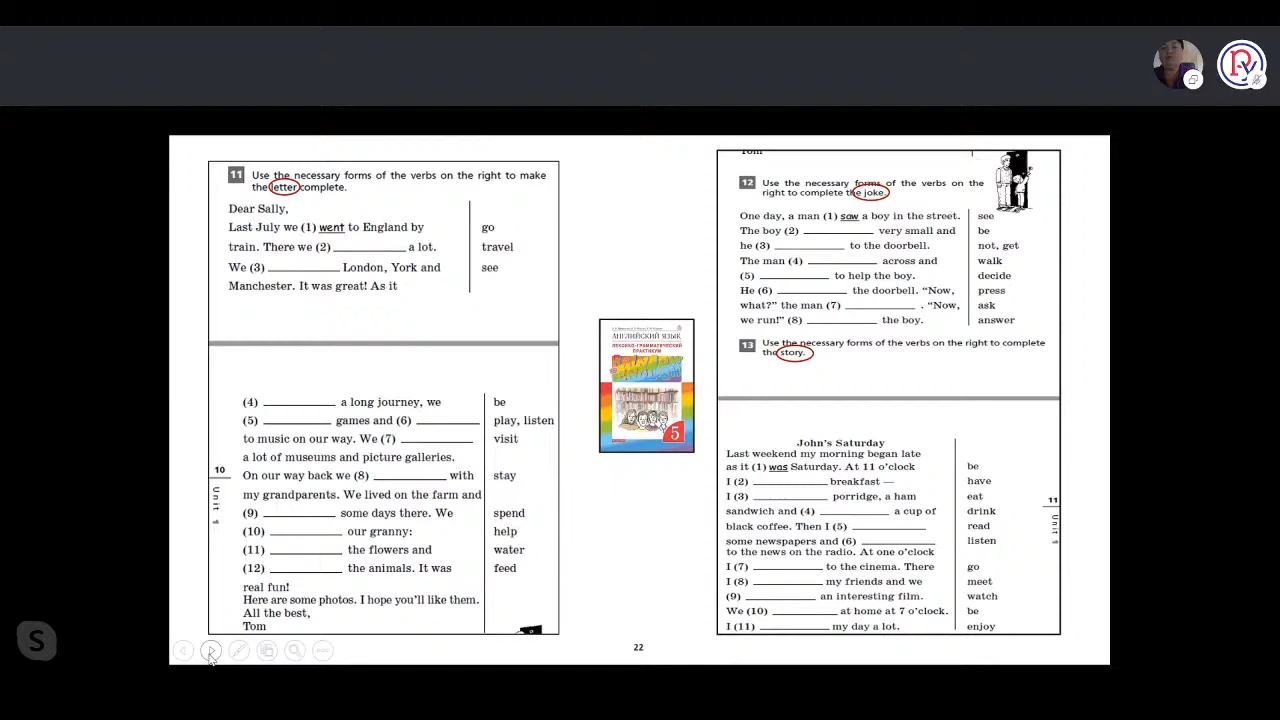 11 Use the necessary forms of the verbs on the right to make
the letter complete.
Dear Sally,
Last July we (1) went to England by go
train. There we (2) ____________ a lot. travel
We (3) ____________ London, York and see
Manchester. It was great! As it
(4) ____________ a long journey, we be
(5) ____________ games and (6) ____________ play, listen
to music on our way. We (7) ____________ visit
a lot of museums and picture galleries.
10
On our way back we (8) ____________ with stay
my grandparents. We lived on the farm and
Unit 1
(9) ____________ some days there. We spend
(10) ____________ our granny: help
(11) ____________ the flowers and water
(12) ____________ the animals. It was feed
real fun!
Here are some photos. I hope you'll like them.
All the best,
Tom
АНГЛИЙСКИЙ ЯЗЫК
ЛЕКСИКО-ГРАММАТИЧЕСКИЙ
ПРАКТИКУМ
5
Tom
12 Use the necessary forms of the verbs on the
right to complete the joke.
One day, a man (1) saw a boy in the street. see
The boy (2) ____________ very small and be
he (3) ____________ to the doorbell. not, get
The man (4) ____________ across and walk
(5) ____________ to help the boy. decide
He (6) ____________ the doorbell. “Now, press
what?” the man (7) ____________ . “Now, ask
we run!” (8) ____________ the boy. answer
13 Use the necessary forms of the verbs on the right to complete
the story.
John's Saturday
Last weekend my morning began late
as it (1) was Saturday. At 11 o'clock be
I (2) ____________ breakfast — have
I (3) ____________ porridge, a ham eat
sandwich and (4) ____________ a cup of drink
black coffee. Then I (5) ____________ read
some newspapers and (6) ____________ listen
to the news on the radio. At one o'clock
I (7) ____________ to the cinema. There go
I (8) ____________ my friends and we meet
(9) ____________ an interesting film. watch
We (10) ____________ at home at 7 o'clock. be
I (11) ____________ my day a lot. enjoy
11
Unit 1
22
S